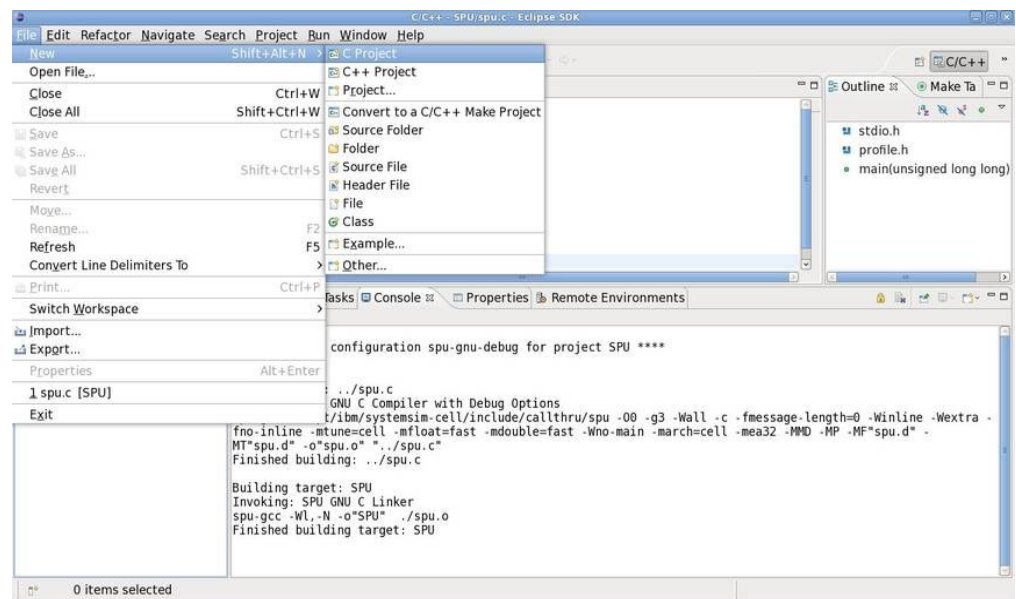 C/C++ - SPU/spu.c - Eclipse SDK
File Edit Refactor Navigate Search Project Run Window Help
New Shift+Alt+N >
Open File...
Close Ctrl+W
Close All Shift+Ctrl+W
Save Ctrl+S
Save As...
Save All Shift+Ctrl+S
Revert
Move...
Rename... F2
Refresh F5
Convert Line Delimiters To >
Print... Ctrl+P
Switch Workspace >
Import...
Export...
Properties Alt+Enter
1 spu.c [SPU]
Exit
C Project
C++ Project
Project...
Convert to a C/C++ Make Project
Source Folder
Folder
Source File
Header File
File
Class
Example...
Other...
C/C++ »
Outline Make Ta
stdio.h
profile.h
main(unsigned long long)
Tasks Console Properties Remote Environments
configuration spu-gnu-debug for project SPU ****
: ../spu.c
GNU C Compiler with Debug Options
t/ibm/systemsim-cell/include/callthru/spu -O0 -g3 -Wall -c -fmessage-length=0 -Winline -Wextra -
fno-inline -mtune=cell -mfloat=fast -mdouble=fast -Wno-main -march=cell -mea32 -MMD -MP -MF"spu.d" -
MT"spu.d" -o"spu.o" "../spu.c"
Finished building: ../spu.c
Building target: SPU
Invoking: SPU GNU C Linker
spu-gcc -Wl,-N -o"SPU" ./spu.o
Finished building target: SPU
0 items selected